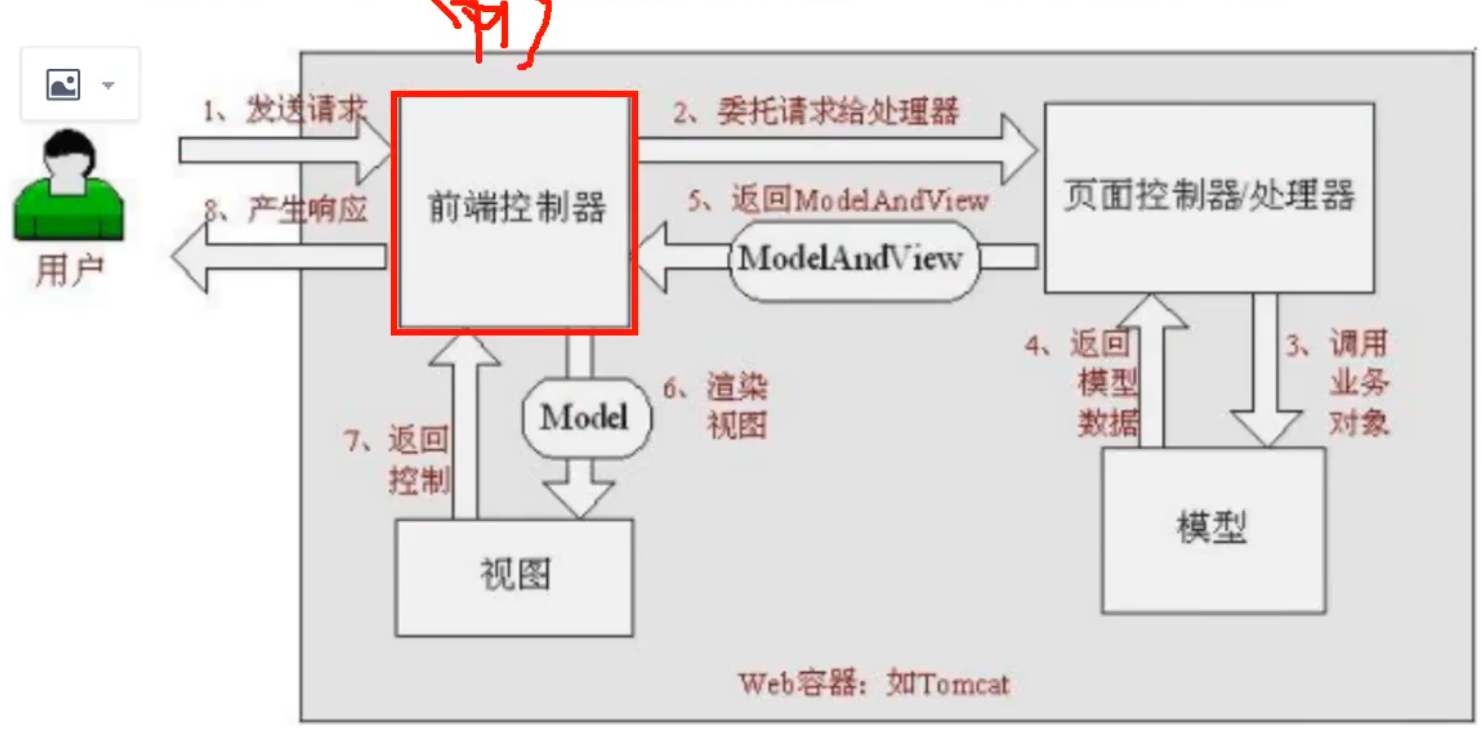 1、发送请求
2、委托请求给处理器
前端控制器
页面控制器/处理器
8、产生响应
5、返回ModelAndView
ModelAndView
用户
4、返回
模型
数据
3、调用
业务
对象
6、渲染
视图
Model
7、返回
控制
视图
模型
Web容器：如Tomcat